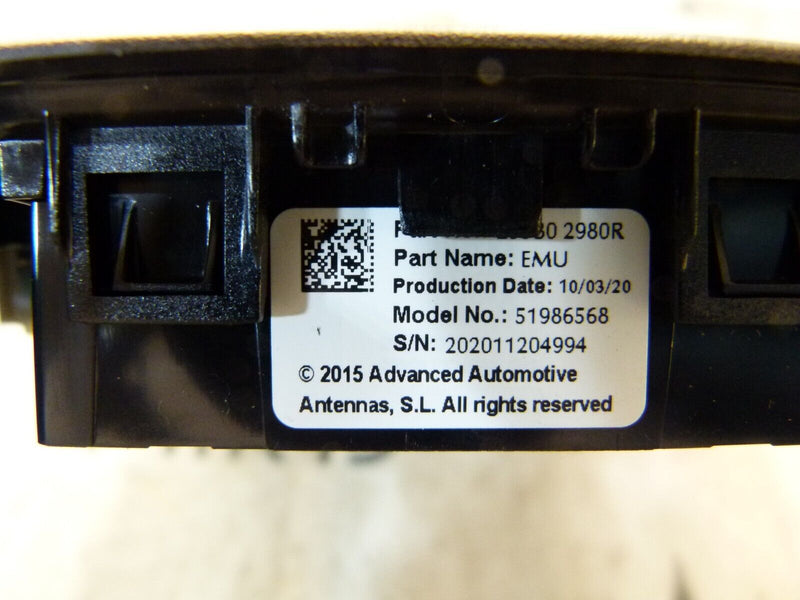 2980R
Part Name: EMU
Production Date: 10/03/20
Model No.: 51986568
S/N: 202011204994
© 2015 Advanced Automotive
Antennas, S.L. All rights reserved